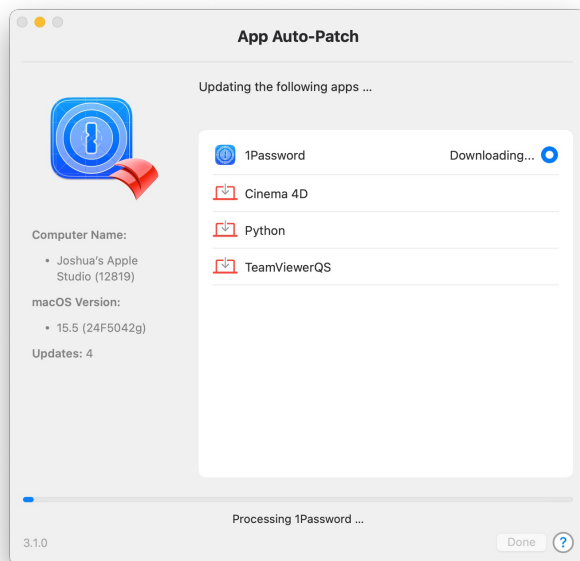 App Auto-Patch
Updating the following apps ...
1Password Downloading...
Cinema 4D
Python
TeamViewerQS
Computer Name:
• Joshua's Apple
Studio (12819)
macOS Version:
• 15.5 (24F5042g)
Updates: 4
Processing 1Password ...
3.1.0
Done ?